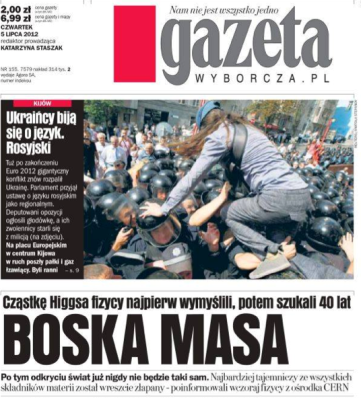 2,00 zł cena gazety
6,99 zł cena gazety i
CZWARTEK
5 LIPCA 2012
redaktor prowadząca
KATARZYNA STASZAK
Nam nie jest wszystko jedno
gazeta
WYBORCZA.PL
KIJÓW
Ukraińcy biją
się o język.
Rosyjski
Tuż po zakończeniu
Euro 2012 gigantyczny
konflikt znów rozpalił
Ukrainę. Parlament przyjął
ustawę o języku rosyjskim
jako regionalnym.
Deputowani opozycji
ogłosili głodówkę, a ich
zwolennicy starli się
z milicją (na zdjęciu).
Na placu Europejskim
w centrum Kijowa
w ruch poszły pałki i gaz
łzawiący. Byli ranni
Cząstkę Higgsa fizycy najpierw wymyślili, potem szukali 40 lat
BOSKA MASA
Po tym odkryciu świat już nigdy nie będzie taki sam. Najbardziej tajemniczy ze wszystkich
składników materii został wreszcie złapany - poinformowali wczoraj fizycy z ośrodka CERN